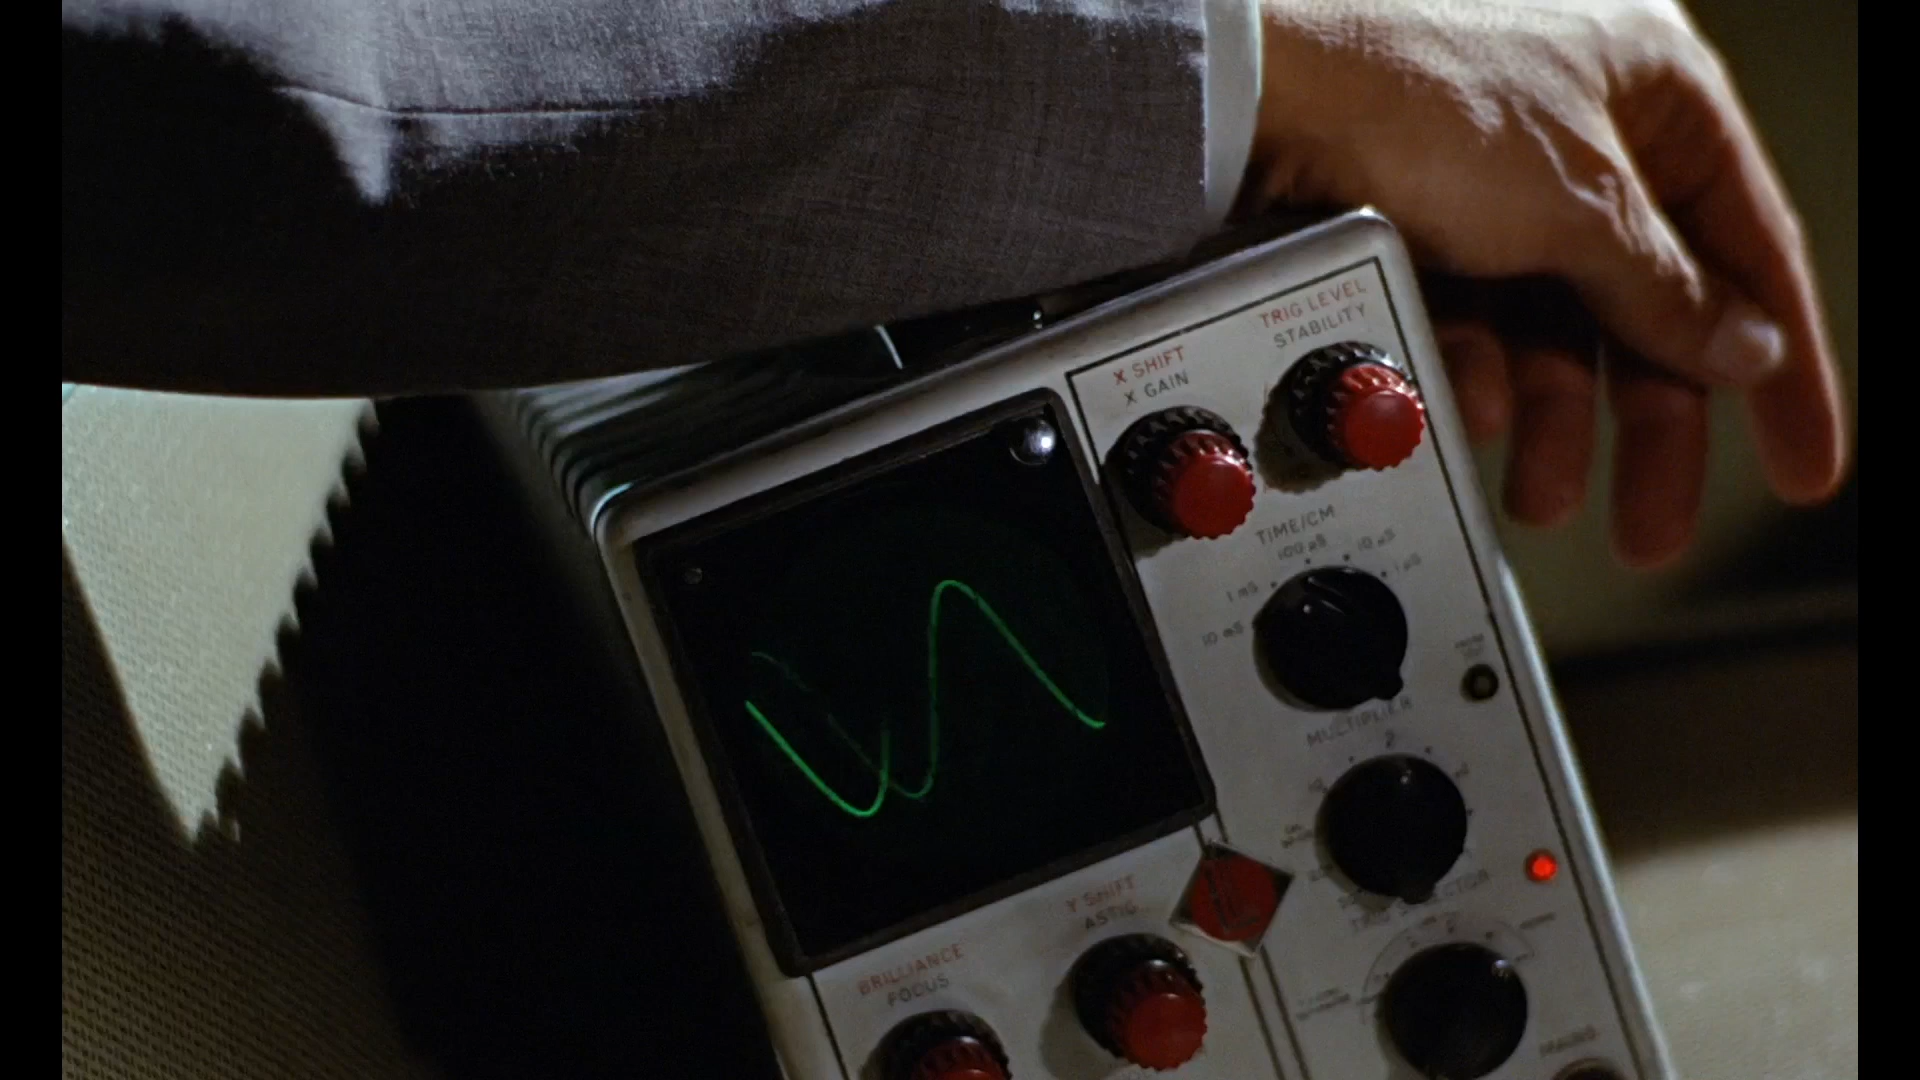 TRIG LEVEL
STABILITY
X SHIFT
X GAIN
TIME/CM
100 µS
10 µS
1 mS
1 µS
10 mS
MULTIPLIER
2
Y SHIFT
ASTIG
BRILLIANCE
FOCUS